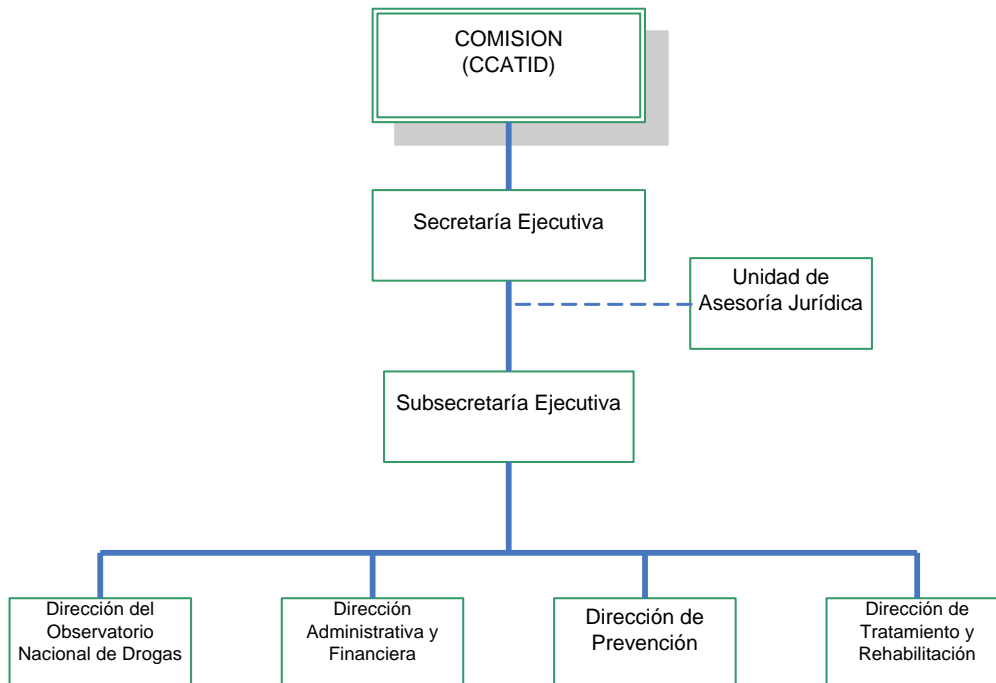 COMISION
(CCATID)
Secretaría Ejecutiva
Unidad de
Asesoría Jurídica
Subsecretaría Ejecutiva
Dirección del
Observatorio
Nacional de Drogas
Dirección
Administrativa y
Financiera
Dirección de
Prevención
Dirección de
Tratamiento y
Rehabilitación